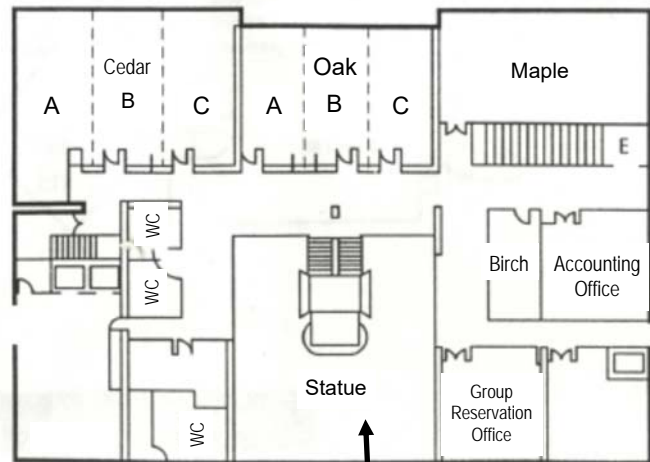 Cedar
Oak
Maple
A
B
C
A
B
C
E
WC
WC
Birch
Accounting
Office
Statue
Group
Reservation
Office
WC